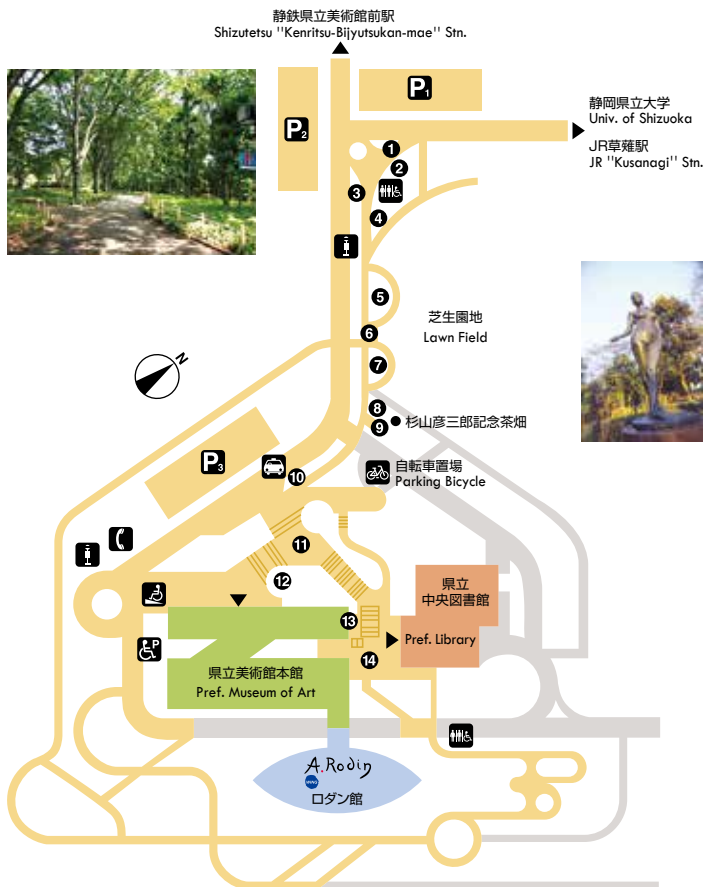 静鉄県立美術館前駅
Shizutetsu "Kenritsu-Bijyutsukan-mae" Stn.
P1
P2
静岡県立大学
Univ. of Shizuoka
JR草薙駅
JR "Kusanagi" Stn.
1
2
3
4
5
芝生園地
Lawn Field
6
7
N
8
9
杉山彦三郎記念茶畑
P3
10
自転車置場
Parking Bicycle
11
12
県立
中央図書館
13
Pref. Library
P
14
県立美術館本館
Pref. Museum of Art
A.Rodin
ロダン館